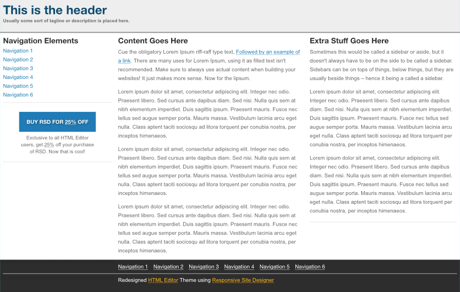 This is the header
Usually some sort of tagline or description is placed here.
Navigation Elements
Navigation 1
Navigation 2
Navigation 3
Navigation 4
Navigation 5
Navigation 6
BUY RSD FOR 25% OFF
Exclusive to all HTML Editor
users, get 25% off your purchase
of RSD. Now that is cool!
Content Goes Here
Cue the obligatory Lorem Ipsum riff-raff type text. Followed by an example of
a link. There are many uses for Lorem Ipsum, using it as filled text isn't
recommended. Make sure to always use actual content when building your
websites! It just makes more sense. Now for the Ipsum.
Lorem ipsum dolor sit amet, consectetur adipiscing elit. Integer nec odio.
Praesent libero. Sed cursus ante dapibus diam. Sed nisi. Nulla quis sem at
nibh elementum imperdiet. Duis sagittis ipsum. Praesent mauris. Fusce nec
tellus sed augue semper porta. Mauris massa. Vestibulum lacinia arcu eget
nulla. Class aptent taciti sociosqu ad litora torquent per conubia nostra, per
inceptos himenaeos.
Lorem ipsum dolor sit amet, consectetur adipiscing elit. Integer nec odio.
Praesent libero. Sed cursus ante dapibus diam. Sed nisi. Nulla quis sem at
nibh elementum imperdiet. Duis sagittis ipsum. Praesent mauris. Fusce nec
tellus sed augue semper porta. Mauris massa. Vestibulum lacinia arcu eget
nulla. Class aptent taciti sociosqu ad litora torquent per conubia nostra, per
inceptos himenaeos.
Lorem ipsum dolor sit amet, consectetur adipiscing elit. Integer nec odio.
Praesent libero. Sed cursus ante dapibus diam. Sed nisi. Nulla quis sem at
nibh elementum imperdiet. Duis sagittis ipsum. Praesent mauris. Fusce nec
tellus sed augue semper porta. Mauris massa. Vestibulum lacinia arcu eget
nulla. Class aptent taciti sociosqu ad litora torquent per conubia nostra, per
inceptos himenaeos.
Extra Stuff Goes Here
Sometimes this would be called a sidebar or aside, but it
doesn't always have to be on the side to be called a sidebar.
Sidebars can be on tops of things, below things, but they are
usually beside things – hence it being a called a sidebar.
Lorem ipsum dolor sit amet, consectetur adipiscing elit.
Integer nec odio. Praesent libero. Sed cursus ante dapibus
diam. Sed nisi. Nulla quis sem at nibh elementum imperdiet.
Duis sagittis ipsum. Praesent mauris. Fusce nec tellus sed
augue semper porta. Mauris massa. Vestibulum lacinia arcu
eget nulla. Class aptent taciti sociosqu ad litora torquent per
conubia nostra, per inceptos himenaeos.
Lorem ipsum dolor sit amet, consectetur adipiscing elit.
Integer nec odio. Praesent libero. Sed cursus ante dapibus
diam. Sed nisi. Nulla quis sem at nibh elementum imperdiet.
Duis sagittis ipsum. Praesent mauris. Fusce nec tellus sed
augue semper porta. Mauris massa. Vestibulum lacinia arcu
eget nulla. Class aptent taciti sociosqu ad litora torquent per
conubia nostra, per inceptos himenaeos.
Navigation 1 Navigation 2 Navigation 3 Navigation 4 Navigation 5 Navigation 6
Redesigned HTML Editor Theme using Responsive Site Designer